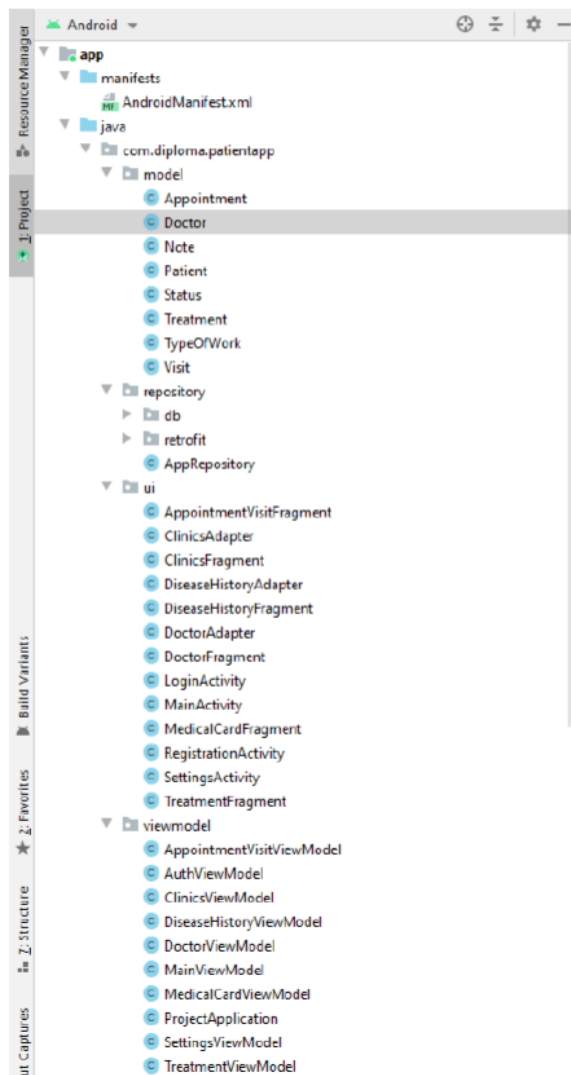 Android
app
manifests
AndroidManifest.xml
java
com.diploma.patientapp
model
Appointment
Doctor
Note
Patient
Status
Treatment
TypeOfWork
Visit
repository
db
retrofit
AppRepository
ui
AppointmentVisitFragment
ClinicsAdapter
ClinicsFragment
DiseaseHistoryAdapter
DiseaseHistoryFragment
DoctorAdapter
DoctorFragment
LoginActivity
MainActivity
MedicalCardFragment
RegistrationActivity
SettingsActivity
TreatmentFragment
viewmodel
AppointmentVisitViewModel
AuthViewModel
ClinicsViewModel
DiseaseHistoryViewModel
DoctorViewModel
MainViewModel
MedicalCardViewModel
ProjectApplication
SettingsViewModel
TreatmentViewModel
Resource Manager
1: Project
Build Variants
2: Favorites
Z: Structure
ut Captures